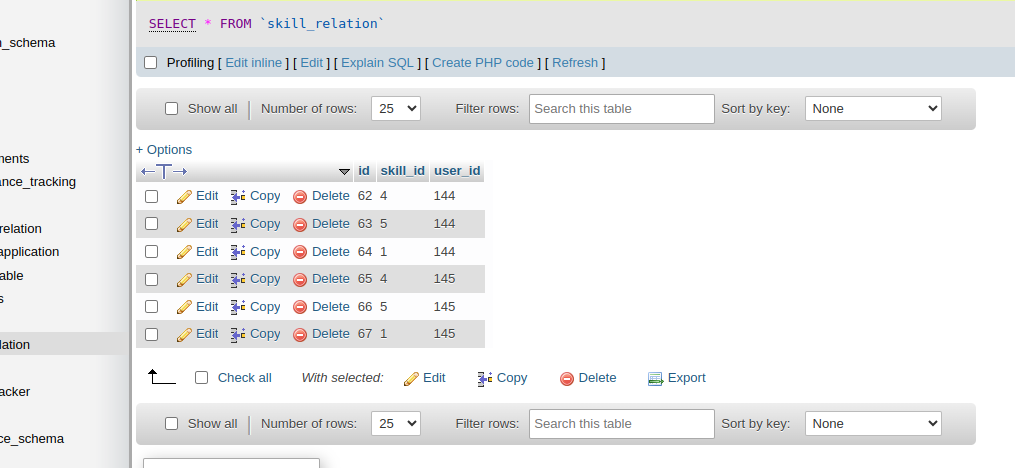 SELECT * FROM `skill_relation`
n_schema
Profiling [ Edit inline ] [ Edit ] [ Explain SQL ] [ Create PHP code ] [ Refresh ]
Show all Number of rows: 25 Filter rows: Search this table Sort by key: None
+ Options
ments
id skill_id user_id
ance_tracking
Edit Copy Delete 62 4 144
Edit Copy Delete 63 5 144
relation
Edit Copy Delete 64 1 144
application
Edit Copy Delete 65 4 145
able
Edit Copy Delete 66 5 145
s
Edit Copy Delete 67 1 145
lation
Check all With selected: Edit Copy Delete Export
acker
Show all Number of rows: 25 Filter rows: Search this table Sort by key: None
ce_schema